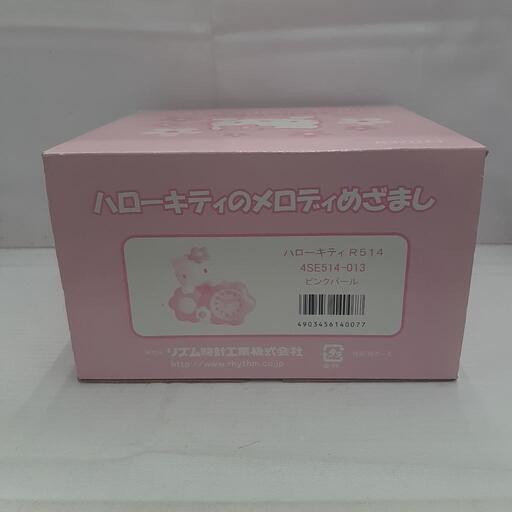 ハローキティのメロディめざまし
ハローキティR514
4SE514-013
ピンクパール
4903456140077
リズム時計工業株式会社
http://www.rhythm.co.jp